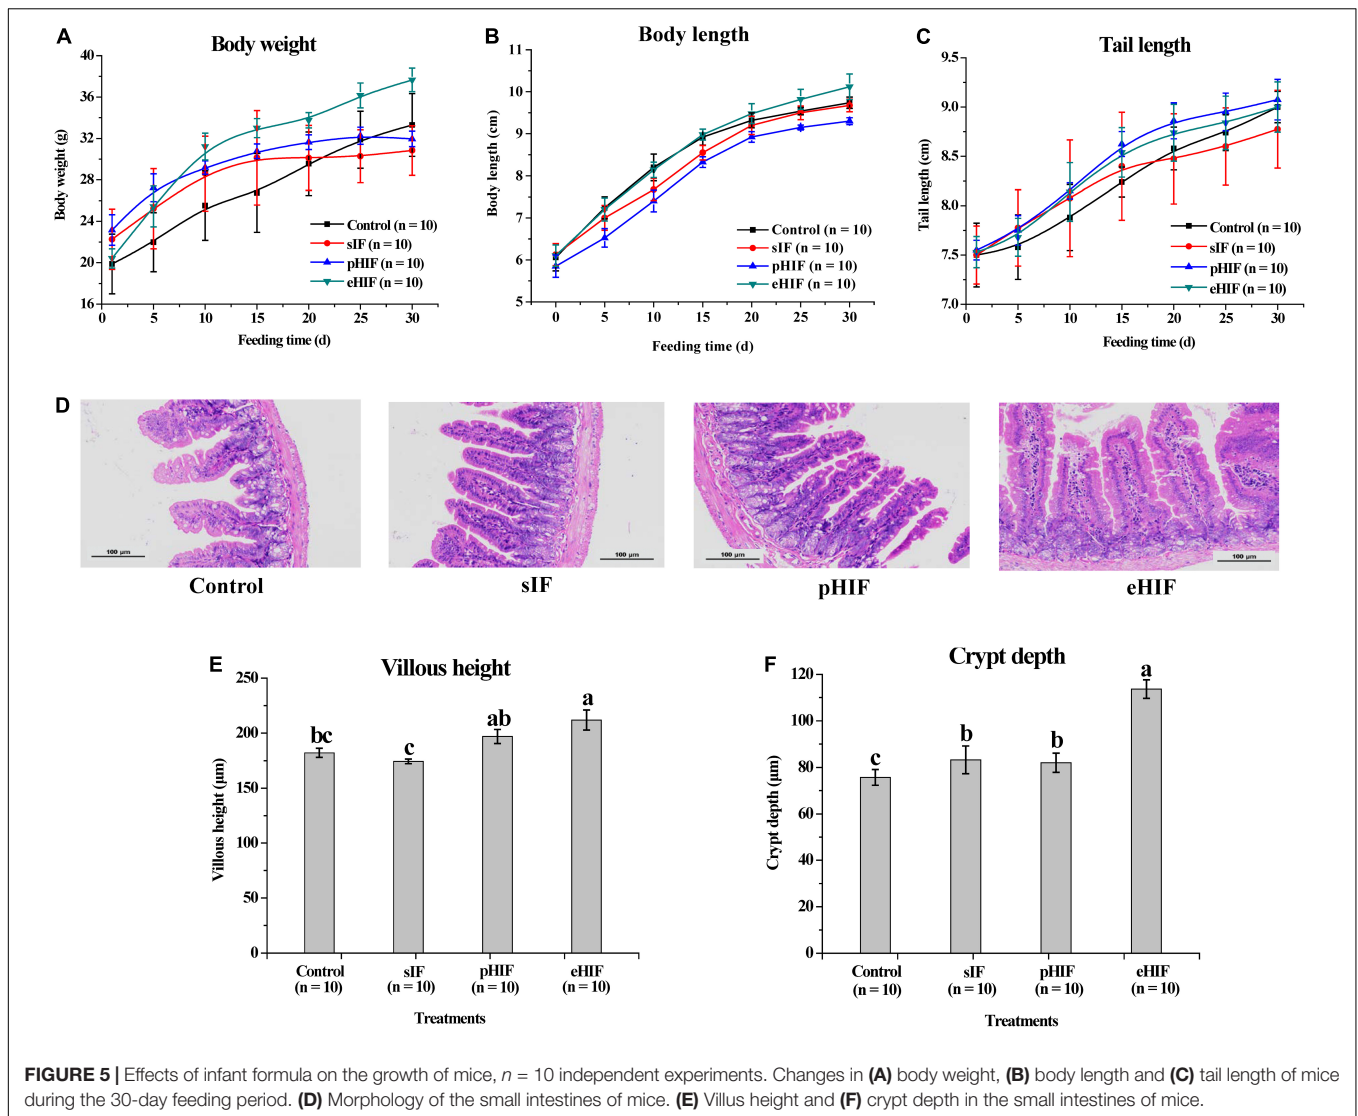 A
Body weight
40
36
32
28
24
20
16
Body weight (g)
0 5 10 15 20 25 30
Feeding time (d)
Control (n = 10)
sIF (n = 10)
pHIF (n = 10)
eHIF (n = 10)
B
Body length
11
10
9
8
7
6
5
Body length (cm)
0 5 10 15 20 25 30
Feeding time (d)
Control (n = 10)
sIF (n = 10)
pHIF (n = 10)
eHIF (n = 10)
C
Tail length
9.5
9.0
8.5
8.0
7.5
7.0
Tail length (cm)
0 5 10 15 20 25 30
Feeding time (d)
Control (n = 10)
sIF (n = 10)
pHIF (n = 10)
eHIF (n = 10)
D
100 μm
100 μm
100 μm
100 μm
Control
sIF
pHIF
eHIF
E
Villous height
250
200
150
100
50
0
Villous height (μm)
bc
c
ab
a
Control sIF pHIF eHIF
(n = 10) (n = 10) (n = 10) (n = 10)
Treatments
F
Crypt depth
120
100
80
60
40
20
0
Crypt depth (μm)
c
b
b
a
Control sIF pHIF eHIF
(n = 10) (n = 10) (n = 10) (n = 10)
Treatments
FIGURE 5 | Effects of infant formula on the growth of mice, n = 10 independent experiments. Changes in (A) body weight, (B) body length and (C) tail length of mice
during the 30-day feeding period. (D) Morphology of the small intestines of mice. (E) Villus height and (F) crypt depth in the small intestines of mice.